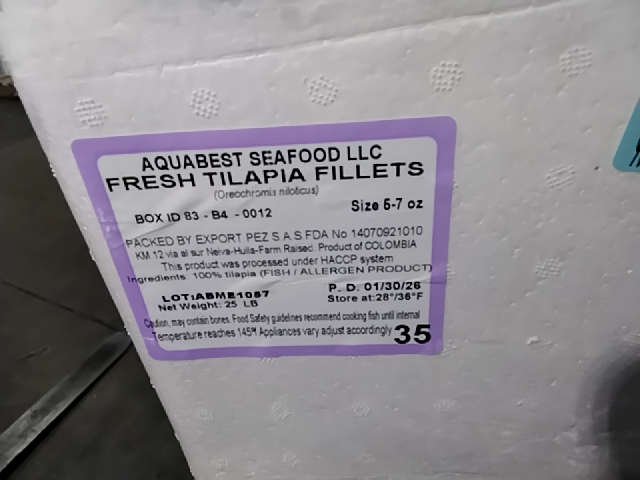 AQUABEST SEAFOOD LLC
FRESH TILAPIA FILLETS
(Oreochromis niloticus)
BOX ID 83 - B4 - 0012
Size 5-7 oz
PACKED BY EXPORT PEZ S A S FDA No 14070921010
KM 12 via al sur Neiva-Huila-Farm Raised. Product of COLOMBIA
This product was processed under HACCP system
Ingredients 100% tilapia (FISH / ALLERGEN PRODUCT)
LOT:ABME1087
P. D. 01/30/26
Net Weight: 25 LB
Store at:28°/36°F
Caution, may contain bones. Food Safety guidelines recommend cooking fish until internal
Temperature reaches 145°F Appliances vary adjust accordingly
35